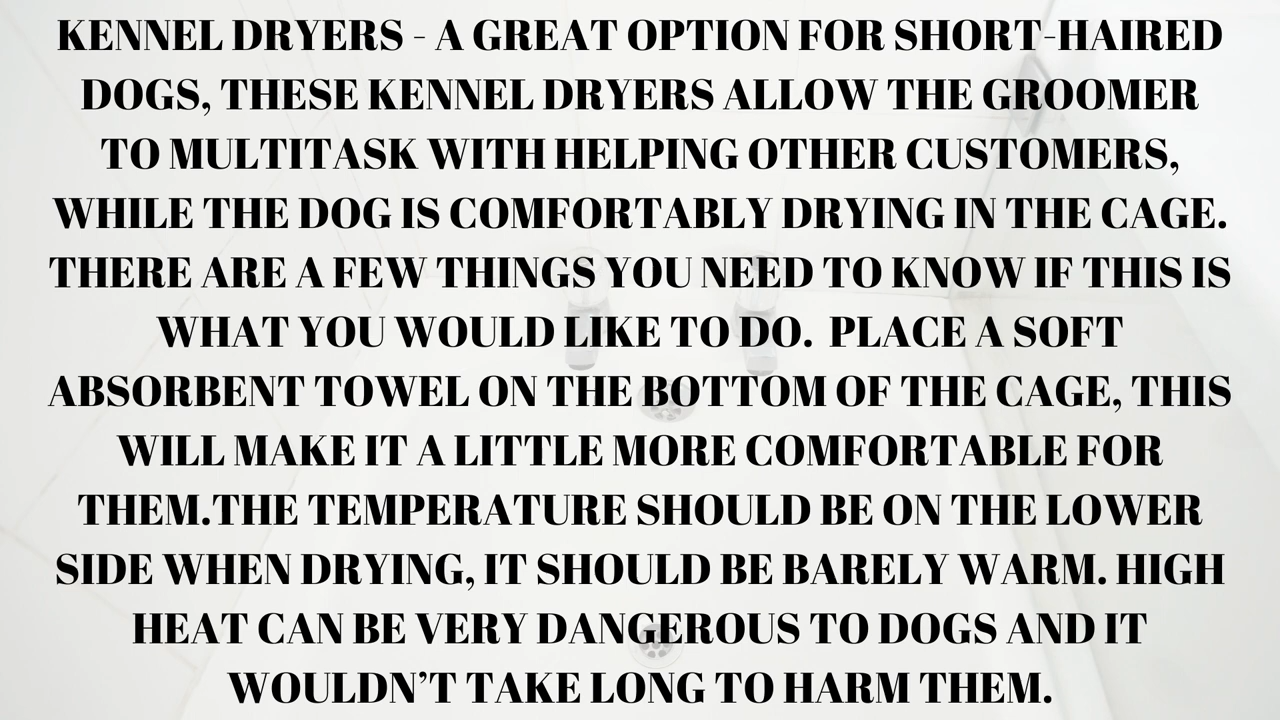 KENNEL DRYERS - A GREAT OPTION FOR SHORT-HAIRED
DOGS, THESE KENNEL DRYERS ALLOW THE GROOMER
TO MULTITASK WITH HELPING OTHER CUSTOMERS,
WHILE THE DOG IS COMFORTABLY DRYING IN THE CAGE.
THERE ARE A FEW THINGS YOU NEED TO KNOW IF THIS IS
WHAT YOU WOULD LIKE TO DO.  PLACE A SOFT
ABSORBENT TOWEL ON THE BOTTOM OF THE CAGE, THIS
WILL MAKE IT A LITTLE MORE COMFORTABLE FOR
THEM.THE TEMPERATURE SHOULD BE ON THE LOWER
SIDE WHEN DRYING, IT SHOULD BE BARELY WARM. HIGH
HEAT CAN BE VERY DANGEROUS TO DOGS AND IT
WOULDN’T TAKE LONG TO HARM THEM.